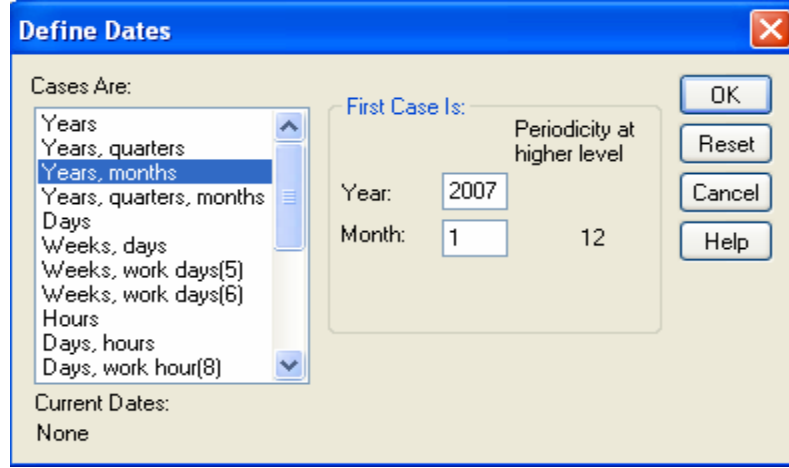 Define Dates
Cases Are:
Years
Years, quarters
Years, months
Years, quarters, months
Days
Weeks, days
Weeks, work days(5)
Weeks, work days(6)
Hours
Days, hours
Days, work hour(8)
Current Dates:
None
First Case Is:
Periodicity at
higher level
Year: 2007
Month: 1 12
OK
Reset
Cancel
Help